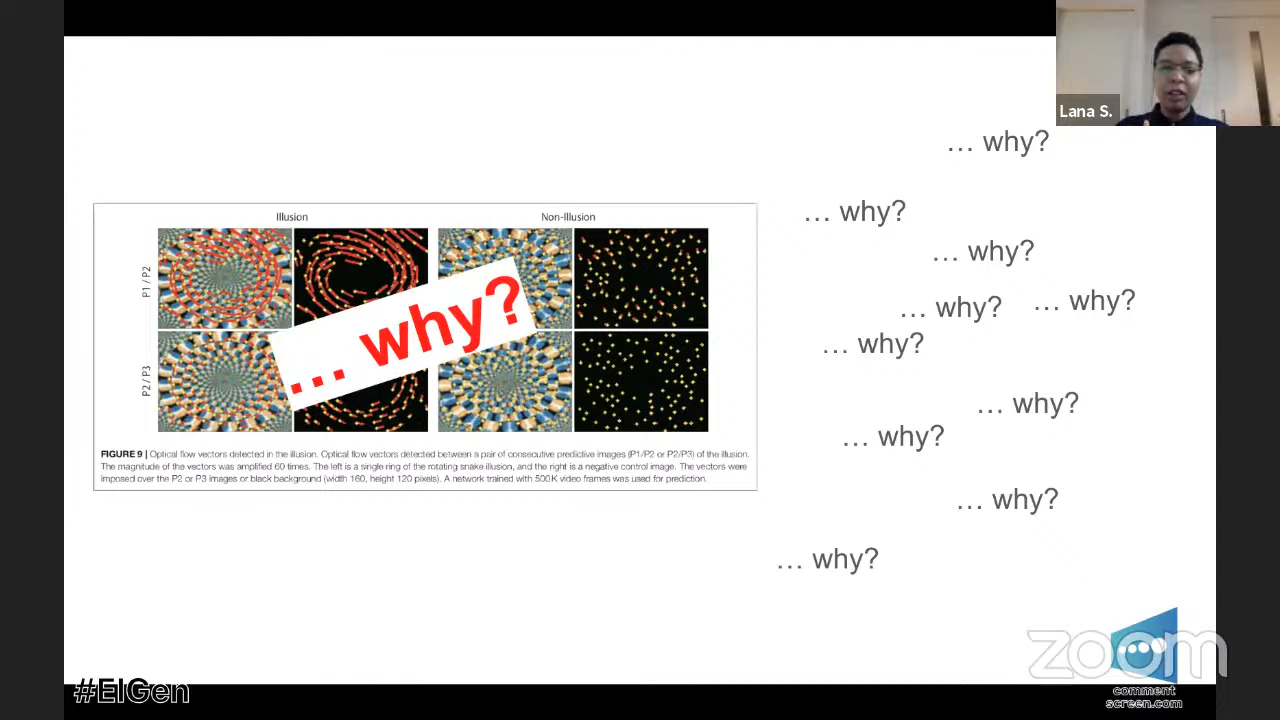 Lana S.
… why?
… why?
… why?
… why?
… why?
… why?
… why?
… why?
… why?
… why?
Illusion
Non-Illusion
P1 / P2
P2 / P3
… why?
FIGURE 9 | Optical flow vectors detected in the illusion. Optical flow vectors detected between a pair of consecutive predictive images (P1/P2 or P2/P3) of the illusion.
The magnitude of the vectors was amplified 60 times. The left is a single ring of the rotating snake illusion, and the right is a negative control image. The vectors were
imposed over the P2 or P3 images or black background (width 160, height 120 pixels). A network trained with 500K video frames was used for prediction.
zoom
#EIGen
comment
screen.com